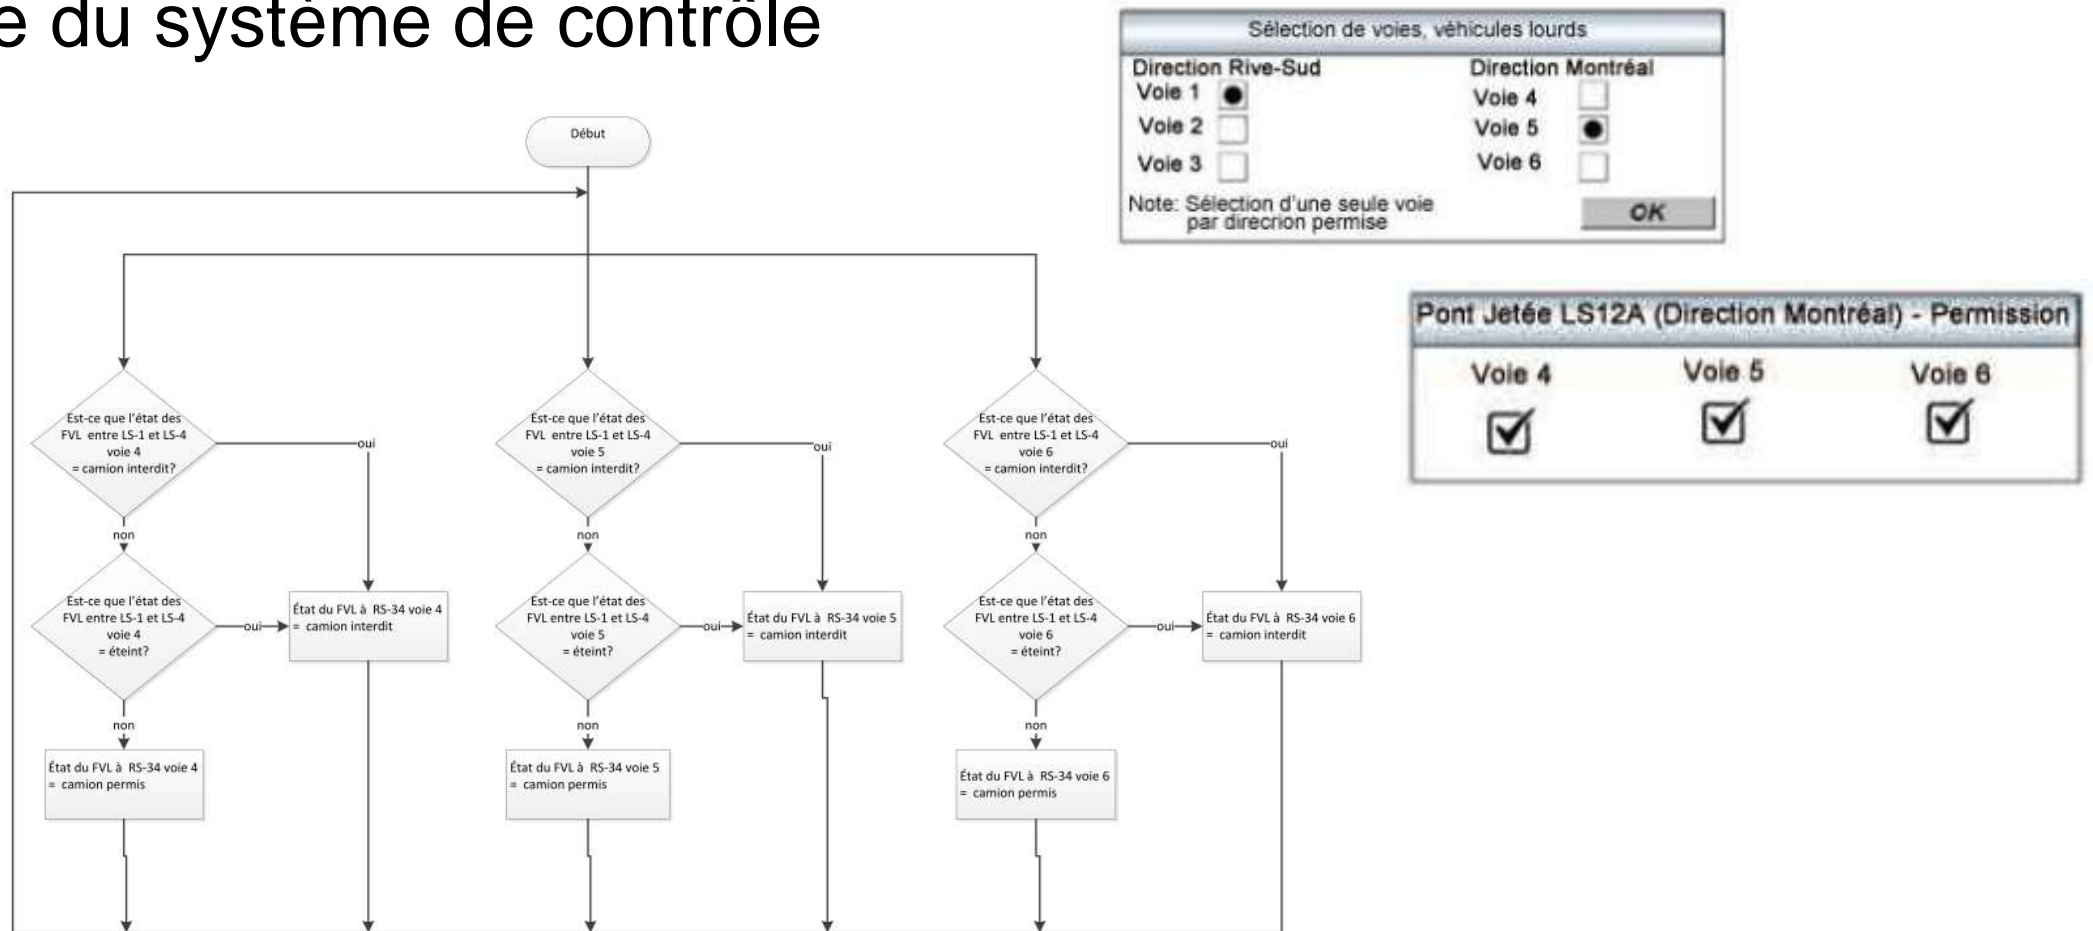 e du système de contrôle
Sélection de voies, véhicules lourds
Direction Rive-Sud
Direction Montréal
Voie 1
Voie 4
Voie 2
Voie 5
Voie 3
Voie 6
Note: Sélection d'une seule voie
par direcrion permise
OK
Pont Jetée LS12A (Direction Montréal) - Permission
Voie 4
Voie 5
Voie 6
Début
Est-ce que l'état des
FVL entre LS-1 et LS-4
voie 4
= camion interdit?
oui
non
Est-ce que l'état des
FVL entre LS-1 et LS-4
voie 4
= éteint?
oui
État du FVL à RS-34 voie 4
= camion interdit
non
État du FVL à RS-34 voie 4
= camion permis
Est-ce que l'état des
FVL entre LS-1 et LS-4
voie 5
= camion interdit?
oui
non
Est-ce que l'état des
FVL entre LS-1 et LS-4
voie 5
= éteint?
oui
État du FVL à RS-34 voie 5
= camion interdit
non
État du FVL à RS-34 voie 5
= camion permis
Est-ce que l'état des
FVL entre LS-1 et LS-4
voie 6
= camion interdit?
oui
non
Est-ce que l'état des
FVL entre LS-1 et LS-4
voie 6
= éteint?
oui
État du FVL à RS-34 voie 6
= camion interdit
non
État du FVL à RS-34 voie 6
= camion permis